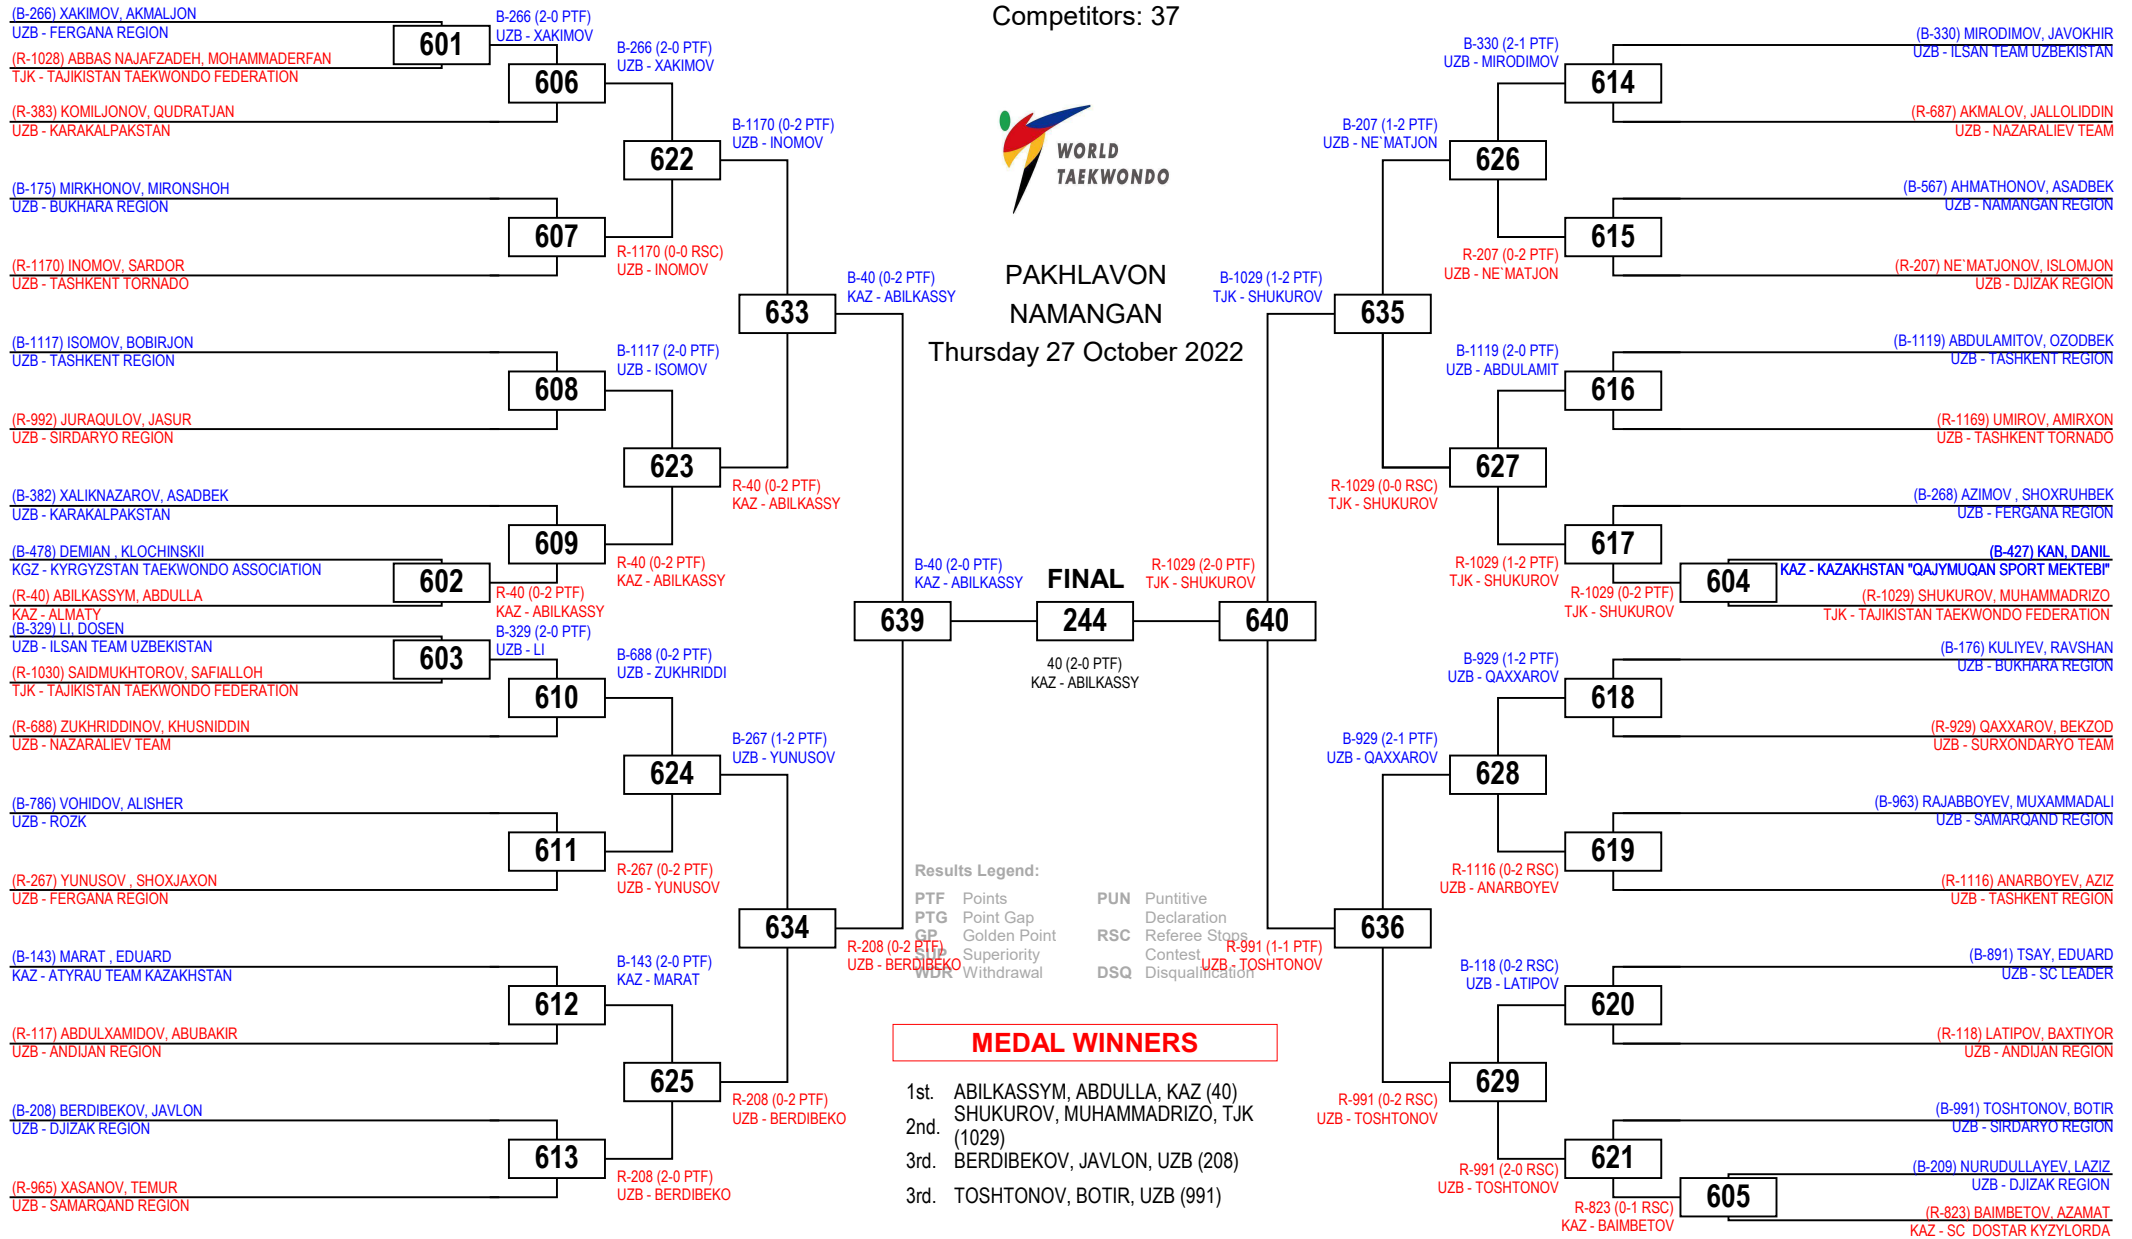 Competitors: 37
WORLD
TAEKWONDO
PAKHLAVON
NAMANGAN
Thursday 27 October 2022
(B-266) XAKIMOV, AKMALJON
UZB - FERGANA REGION
(R-1028) ABBAS NAJAFZADEH, MOHAMMADERFAN
TJK - TAJIKISTAN TAEKWONDO FEDERATION
(R-383) KOMILJONOV, QUDRATJAN
UZB - KARAKALPAKSTAN
(B-175) MIRKHONOV, MIRONSHOH
UZB - BUKHARA REGION
(R-1170) INOMOV, SARDOR
UZB - TASHKENT TORNADO
(B-1117) ISOMOV, BOBIRJON
UZB - TASHKENT REGION
(R-992) JURAQULOV, JASUR
UZB - SIRDARYO REGION
(B-382) XALIKNAZAROV, ASADBEK
UZB - KARAKALPAKSTAN
(B-478) DEMIAN , KLOCHINSKII
KGZ - KYRGYZSTAN TAEKWONDO ASSOCIATION
(R-40) ABILKASSYM, ABDULLA
KAZ - ALMATY
(B-329) LI, DOSEN
UZB - ILSAN TEAM UZBEKISTAN
(R-1030) SAIDMUKHTOROV, SAFIALLOH
TJK - TAJIKISTAN TAEKWONDO FEDERATION
(R-688) ZUKHRIDDINOV, KHUSNIDDIN
UZB - NAZARALIEV TEAM
(B-786) VOHIDOV, ALISHER
UZB - ROZK
(R-267) YUNUSOV , SHOXJAXON
UZB - FERGANA REGION
(B-143) MARAT , EDUARD
KAZ - ATYRAU TEAM KAZAKHSTAN
(R-117) ABDULXAMIDOV, ABUBAKIR
UZB - ANDIJAN REGION
(B-208) BERDIBEKOV, JAVLON
UZB - DJIZAK REGION
(R-965) XASANOV, TEMUR
UZB - SAMARQAND REGION
601
602
603
B-266 (2-0 PTF)
UZB - XAKIMOV
R-40 (0-2 PTF)
KAZ - ABILKASSY
B-329 (2-0 PTF)
UZB - LI
606
607
608
609
610
611
612
613
B-266 (2-0 PTF)
UZB - XAKIMOV
R-1170 (0-0 RSC)
UZB - INOMOV
B-1117 (2-0 PTF)
UZB - ISOMOV
R-40 (0-2 PTF)
KAZ - ABILKASSY
B-688 (0-2 PTF)
UZB - ZUKHRIDDI
R-267 (0-2 PTF)
UZB - YUNUSOV
B-143 (2-0 PTF)
KAZ - MARAT
R-208 (2-0 PTF)
UZB - BERDIBEKO
622
623
624
625
B-1170 (0-2 PTF)
UZB - INOMOV
R-40 (0-2 PTF)
KAZ - ABILKASSY
B-267 (1-2 PTF)
UZB - YUNUSOV
R-208 (0-2 PTF)
UZB - BERDIBEKO
633
634
B-40 (0-2 PTF)
KAZ - ABILKASSY
R-208 (0-2 PTF)
UZB - BERDIBEKO
639
B-40 (2-0 PTF)
KAZ - ABILKASSY
FINAL
244
40 (2-0 PTF)
KAZ - ABILKASSY
R-1029 (2-0 PTF)
TJK - SHUKUROV
640
B-1029 (1-2 PTF)
TJK - SHUKUROV
R-991 (1-1 PTF)
UZB - TOSHTONOV
635
636
B-207 (1-2 PTF)
UZB - NE`MATJON
R-1029 (0-0 RSC)
TJK - SHUKUROV
B-929 (2-1 PTF)
UZB - QAXXAROV
R-991 (0-2 RSC)
UZB - TOSHTONOV
626
627
628
629
B-330 (2-1 PTF)
UZB - MIRODIMOV
R-207 (0-2 PTF)
UZB - NE`MATJON
B-1119 (2-0 PTF)
UZB - ABDULAMIT
R-1029 (1-2 PTF)
TJK - SHUKUROV
B-929 (1-2 PTF)
UZB - QAXXAROV
R-1116 (0-2 RSC)
UZB - ANARBOYEV
B-118 (0-2 RSC)
UZB - LATIPOV
R-991 (2-0 RSC)
UZB - TOSHTONOV
614
615
616
617
618
619
620
621
R-1029 (0-2 PTF)
TJK - SHUKUROV
R-823 (0-1 RSC)
KAZ - BAIMBETOV
604
605
(B-330) MIRODIMOV, JAVOKHIR
UZB - ILSAN TEAM UZBEKISTAN
(R-687) AKMALOV, JALLOLIDDIN
UZB - NAZARALIEV TEAM
(B-567) AHMATHONOV, ASADBEK
UZB - NAMANGAN REGION
(R-207) NE`MATJONOV, ISLOMJON
UZB - DJIZAK REGION
(B-1119) ABDULAMITOV, OZODBEK
UZB - TASHKENT REGION
(R-1169) UMIROV, AMIRXON
UZB - TASHKENT TORNADO
(B-268) AZIMOV , SHOXRUHBEK
UZB - FERGANA REGION
(B-427) KAN, DANIL
KAZ - KAZAKHSTAN "QAJYMUQAN SPORT MEKTEBI"
(R-1029) SHUKUROV, MUHAMMADRIZO
TJK - TAJIKISTAN TAEKWONDO FEDERATION
(B-176) KULIYEV, RAVSHAN
UZB - BUKHARA REGION
(R-929) QAXXAROV, BEKZOD
UZB - SURXONDARYO TEAM
(B-963) RAJABBOYEV, MUXAMMADALI
UZB - SAMARQAND REGION
(R-1116) ANARBOYEV, AZIZ
UZB - TASHKENT REGION
(B-891) TSAY, EDUARD
UZB - SC LEADER
(R-118) LATIPOV, BAXTIYOR
UZB - ANDIJAN REGION
(B-991) TOSHTONOV, BOTIR
UZB - SIRDARYO REGION
(B-209) NURUDULLAYEV, LAZIZ
UZB - DJIZAK REGION
(R-823) BAIMBETOV, AZAMAT
KAZ - SC DOSTAR KYZYLORDA
Results Legend:
PTF Points PUN Puntitive
PTG Point Gap Declaration
GP Golden Point RSC Referee Stops
SUP Superiority Contest
WDR Withdrawal DSQ Disqualification
MEDAL WINNERS
1st. ABILKASSYM, ABDULLA, KAZ (40)
2nd. SHUKUROV, MUHAMMADRIZO, TJK
(1029)
3rd. BERDIBEKOV, JAVLON, UZB (208)
3rd. TOSHTONOV, BOTIR, UZB (991)